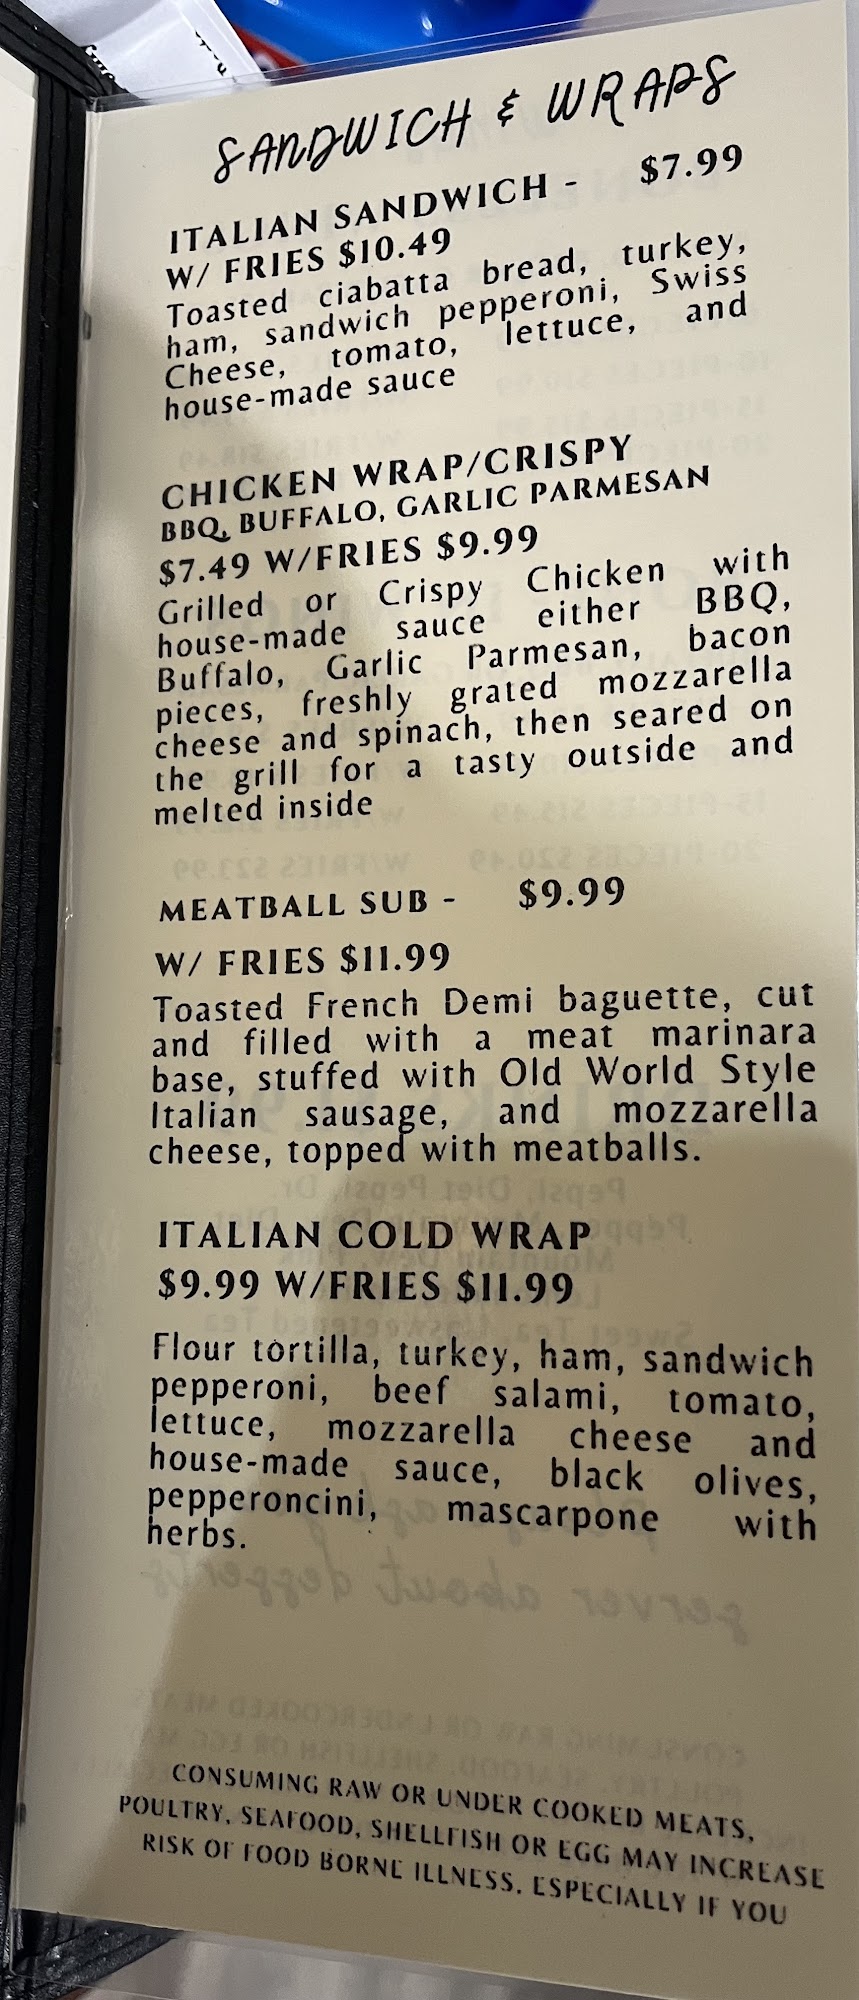 SANDWICH & WRAPS
ITALIAN SANDWICH - $7.99
W/ FRIES $10.49
Toasted ciabatta bread, turkey,
ham, sandwich pepperoni, Swiss
Cheese, tomato, lettuce, and
house-made sauce
CHICKEN WRAP/CRISPY
BBQ, BUFFALO, GARLIC PARMESAN
$7.49 W/FRIES $9.99
Grilled or Crispy Chicken with
house-made sauce either BBQ,
Buffalo, Garlic Parmesan, bacon
pieces, freshly grated mozzarella
cheese and spinach, then seared on
the grill for a tasty outside and
melted inside
MEATBALL SUB - $9.99
W/ FRIES $11.99
Toasted French Demi baguette, cut
and filled with a meat marinara
base, stuffed with Old World Style
Italian sausage, and mozzarella
cheese, topped with meatballs.
ITALIAN COLD WRAP
$9.99 W/FRIES $11.99
Flour tortilla, turkey, ham, sandwich
pepperoni, beef salami, tomato,
lettuce, mozzarella cheese and
house-made sauce, black olives,
pepperoncini, mascarpone with
herbs.
CONSUMING RAW OR UNDER COOKED MEATS,
POULTRY, SEAFOOD, SHELLFISH OR EGG MAY INCREASE
RISK OF FOOD BORNE ILLNESS, ESPECIALLY IF YOU